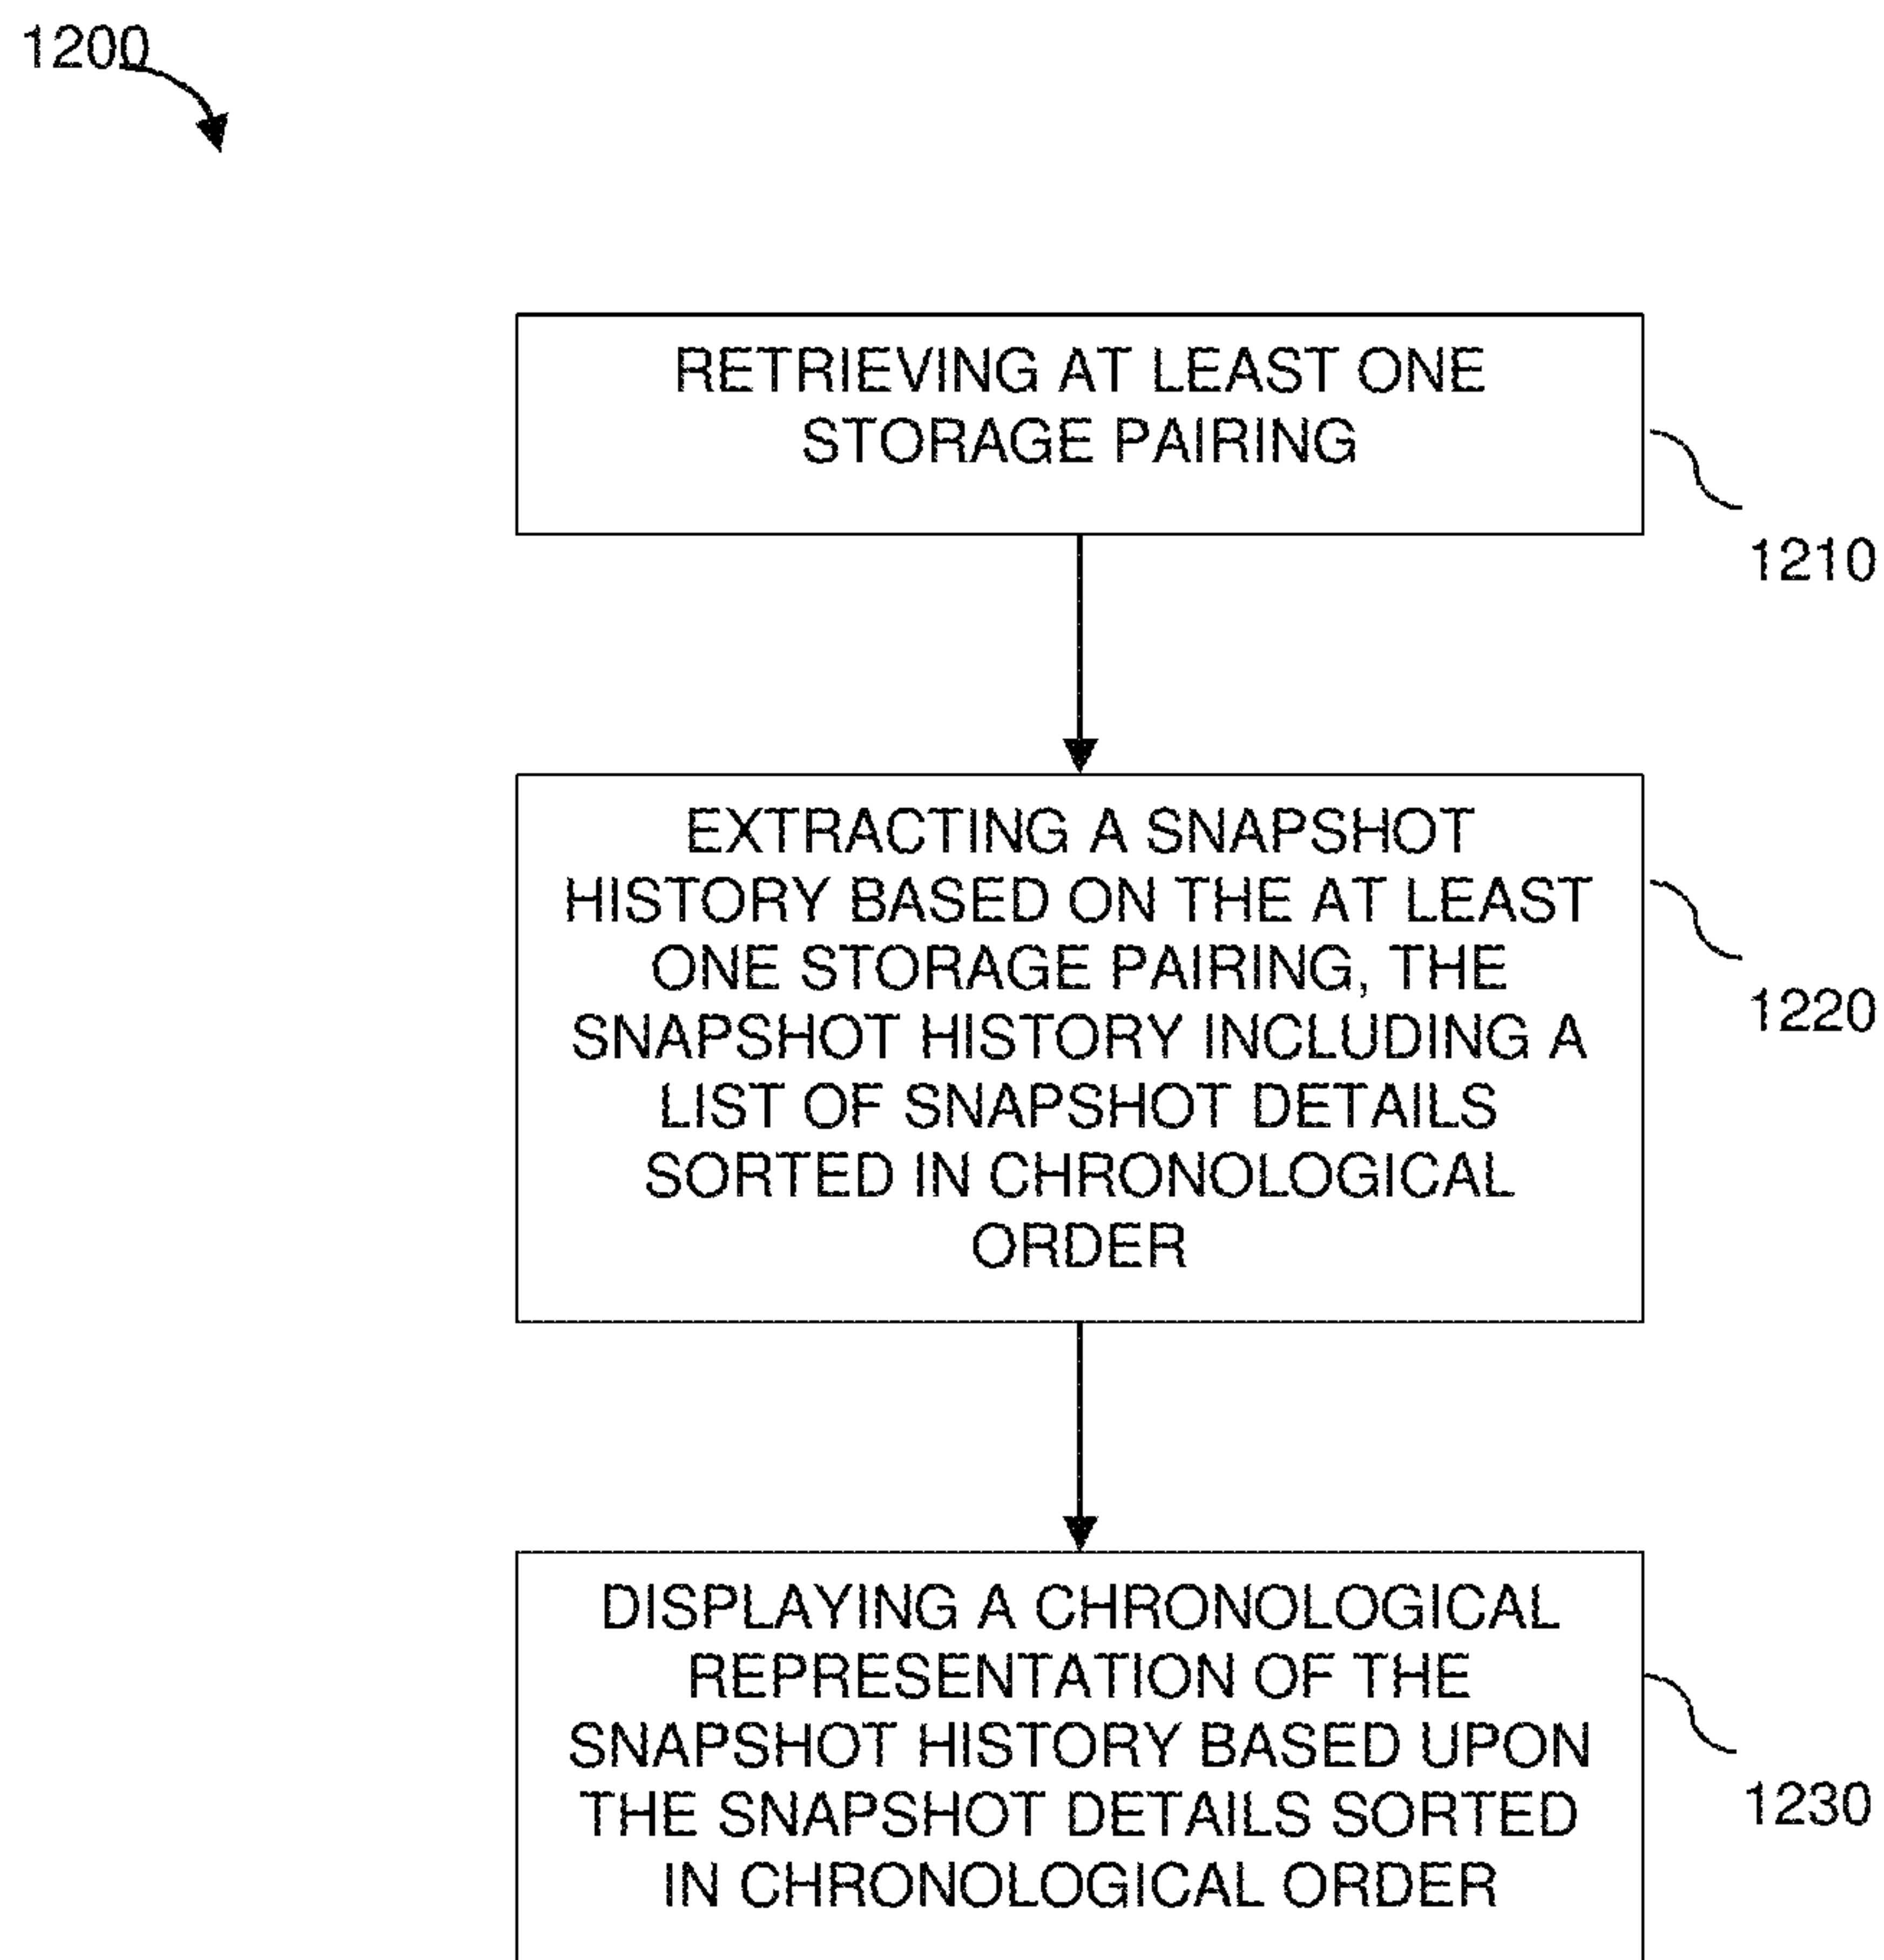 1200
RETRIEVING AT LEAST ONE
STORAGE PAIRING
1210
EXTRACTING A SNAPSHOT
HISTORY BASED ON THE AT LEAST
ONE STORAGE PAIRING, THE
SNAPSHOT HISTORY INCLUDING A
LIST OF SNAPSHOT DETAILS
SORTED IN CHRONOLOGICAL
ORDER
1220
DISPLAYING A CHRONOLOGICAL
REPRESENTATION OF THE
SNAPSHOT HISTORY BASED UPON
THE SNAPSHOT DETAILS SORTED
IN CHRONOLOGICAL ORDER
1230